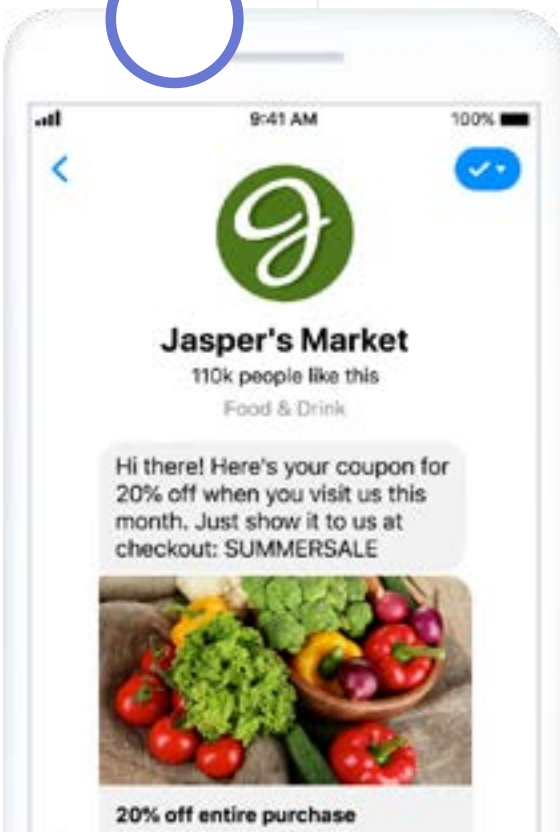 9:41 AM
100%
Jasper's Market
110k people like this
Food & Drink
Hi there! Here's your coupon for
20% off when you visit us this
month. Just show it to us at
checkout: SUMMERSALE
20% off entire purchase